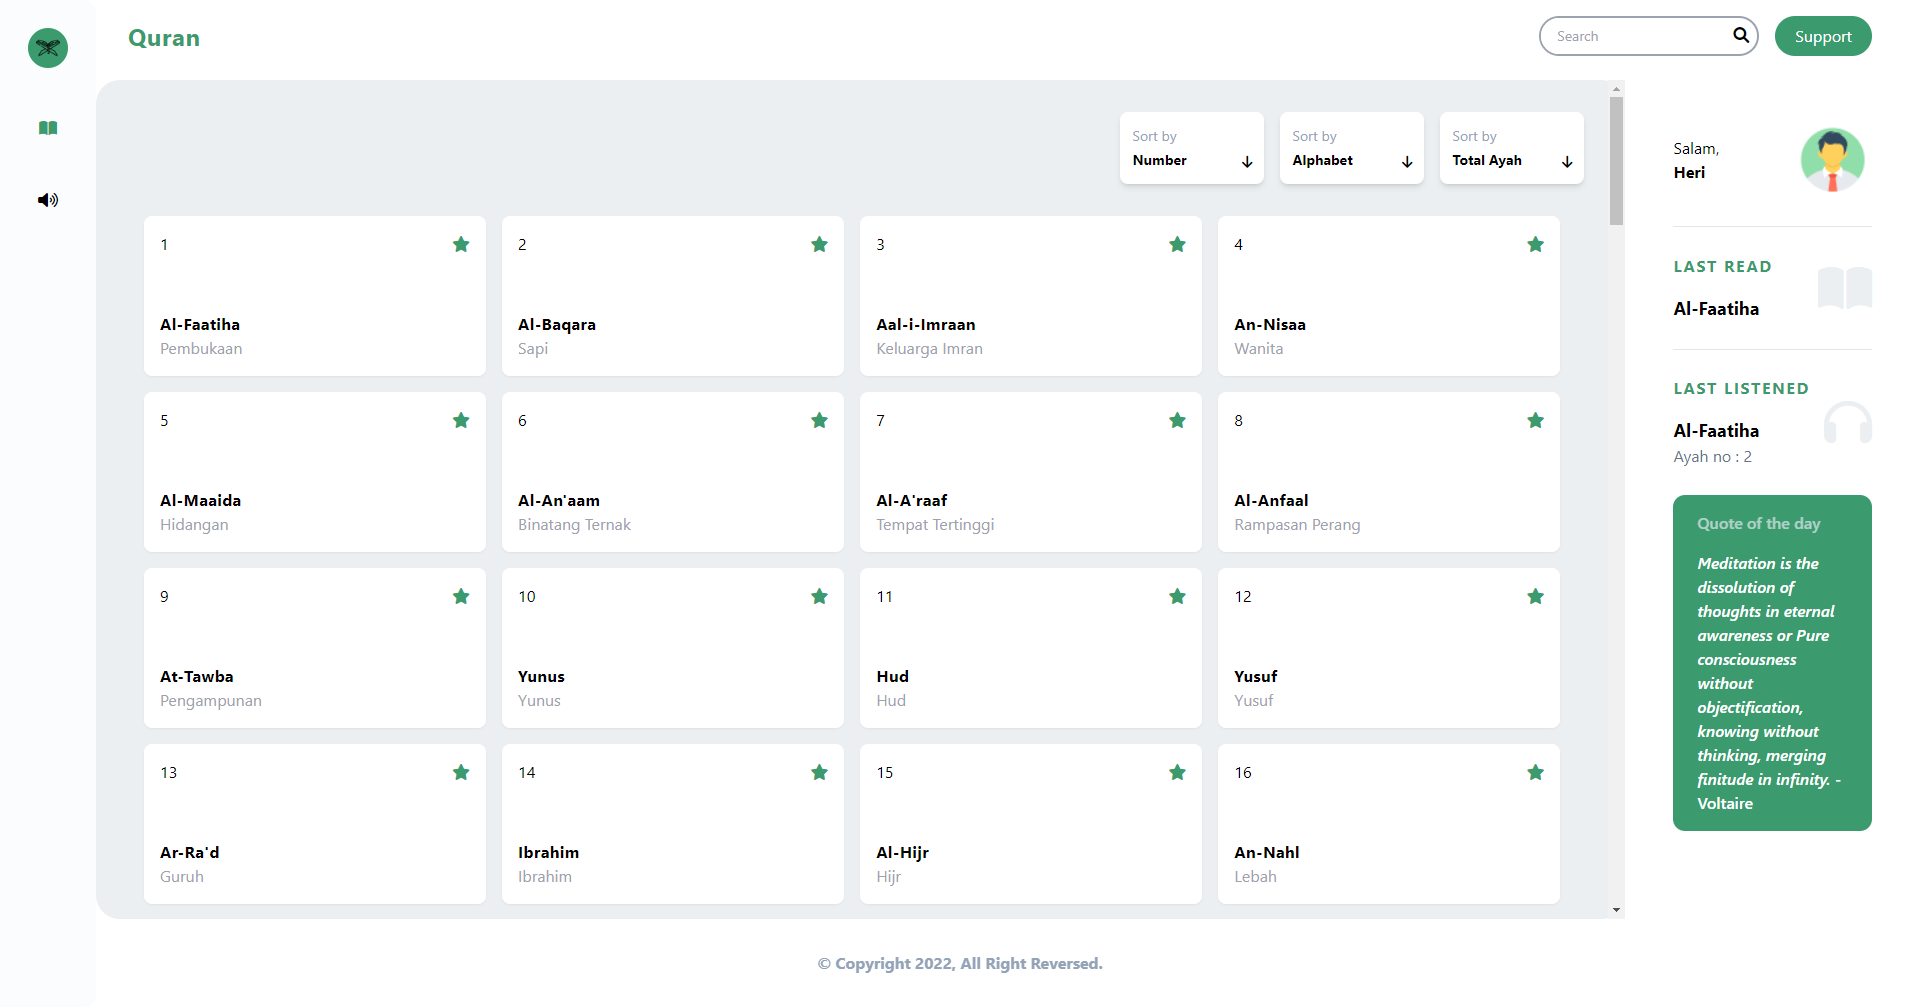 Quran
Search
Support
Sort by
Number
Sort by
Alphabet
Sort by
Total Ayah
1
Al-Faatiha
Pembukaan
2
Al-Baqara
Sapi
3
Aal-i-Imraan
Keluarga Imran
4
An-Nisaa
Wanita
5
Al-Maaida
Hidangan
6
Al-An'aam
Binatang Ternak
7
Al-A'raaf
Tempat Tertinggi
8
Al-Anfaal
Rampasan Perang
9
At-Tawba
Pengampunan
10
Yunus
Yunus
11
Hud
Hud
12
Yusuf
Yusuf
13
Ar-Ra'd
Guruh
14
Ibrahim
Ibrahim
15
Al-Hijr
Hijr
16
An-Nahl
Lebah
Salam,
Heri
LAST READ
Al-Faatiha
LAST LISTENED
Al-Faatiha
Ayah no : 2
Quote of the day
Meditation is the
dissolution of
thoughts in eternal
awareness or Pure
consciousness
without
objectification,
knowing without
thinking, merging
finitude in infinity. -
Voltaire
© Copyright 2022, All Right Reversed.